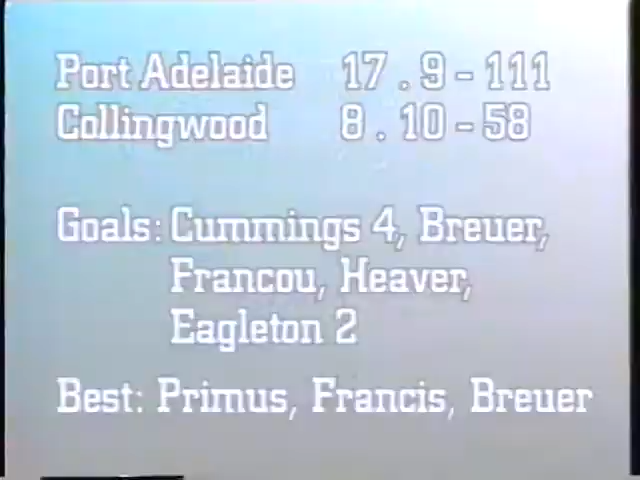 Port Adelaide 17 . 9 - 111
Collingwood 8 . 10 - 58
Goals: Cummings 4, Breuer,
Francou, Heaver,
Eagleton 2
Best: Primus, Francis, Breuer